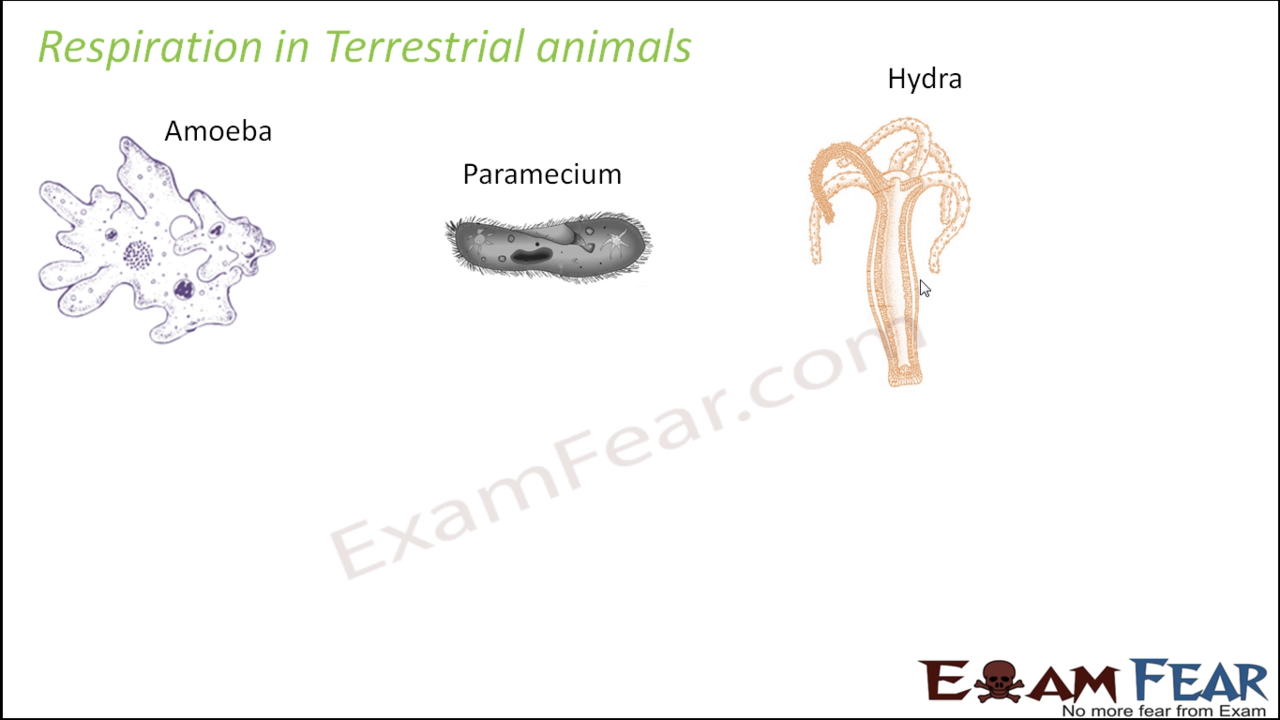 Respiration in Terrestrial animals
Hydra
Amoeba
Paramecium
ExamFear.com
EXAM FEAR
No more fear from Exam